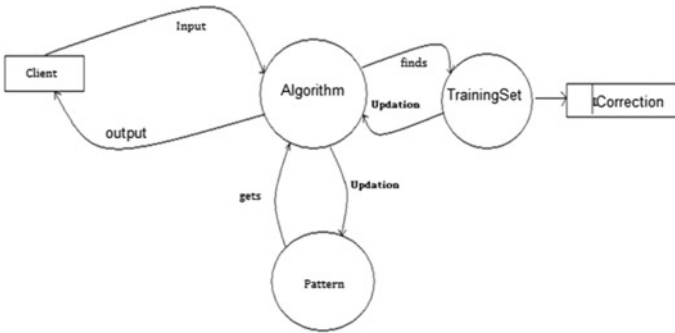 Input
Client
Algorithm
finds
TrainingSet
Updation
Correction
output
gets
Updation
Pattern